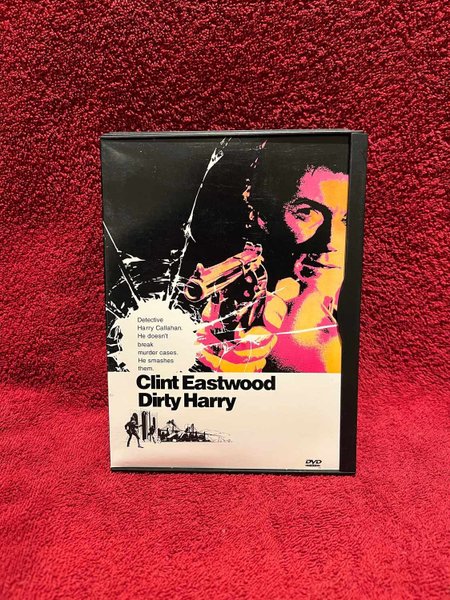 Detective
Harry Callahan.
He doesn't
break
murder cases.
He smashes
them.
Clint Eastwood
Dirty Harry
DVD